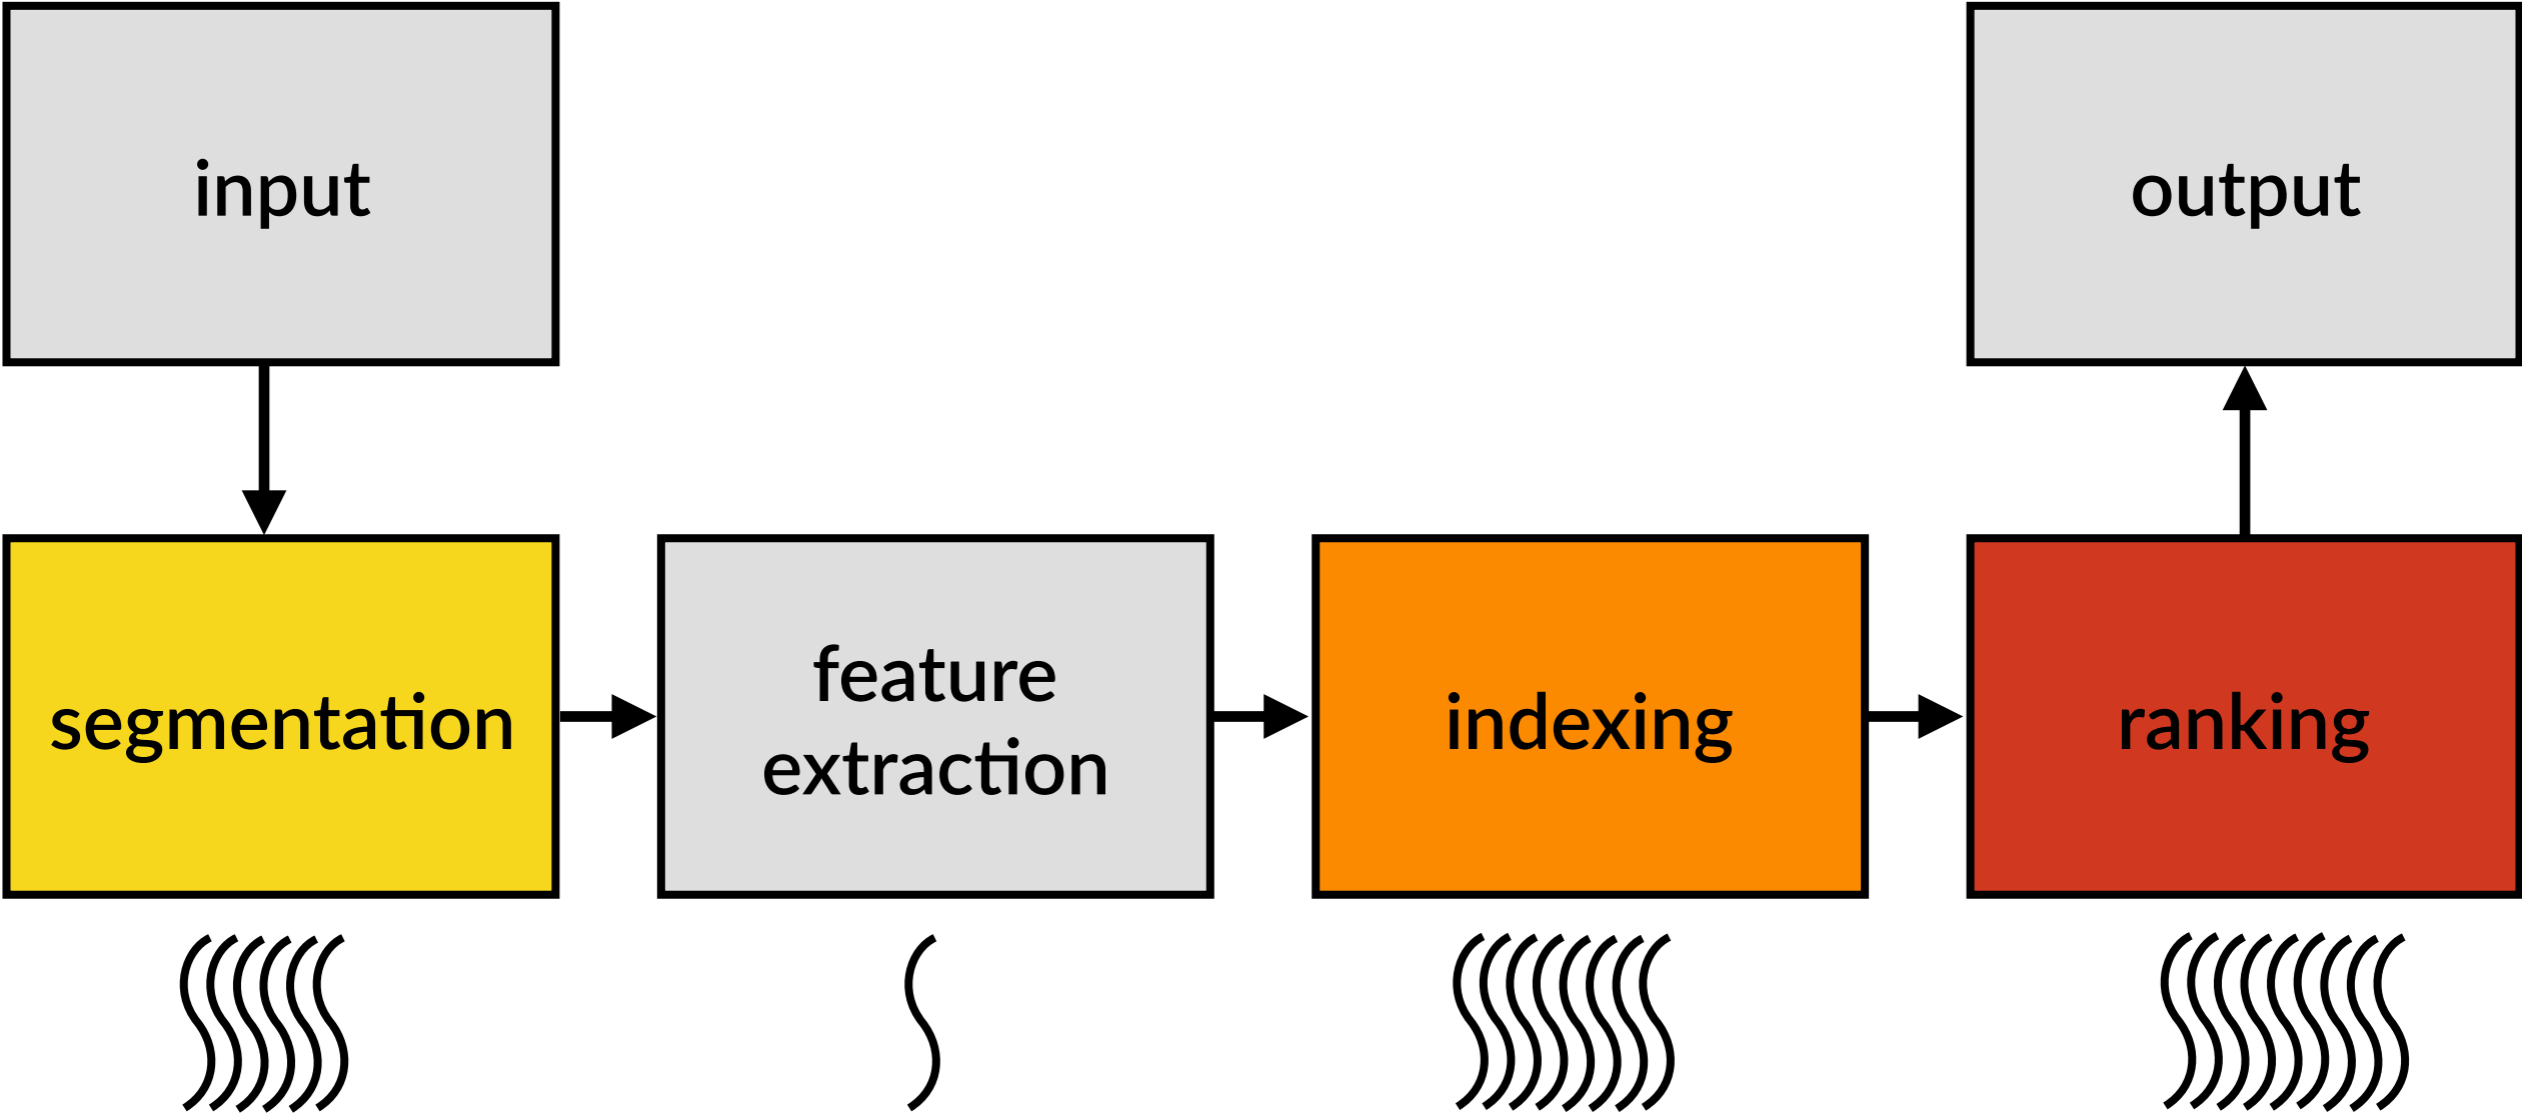 input
output
segmentation
feature
extraction
indexing
ranking